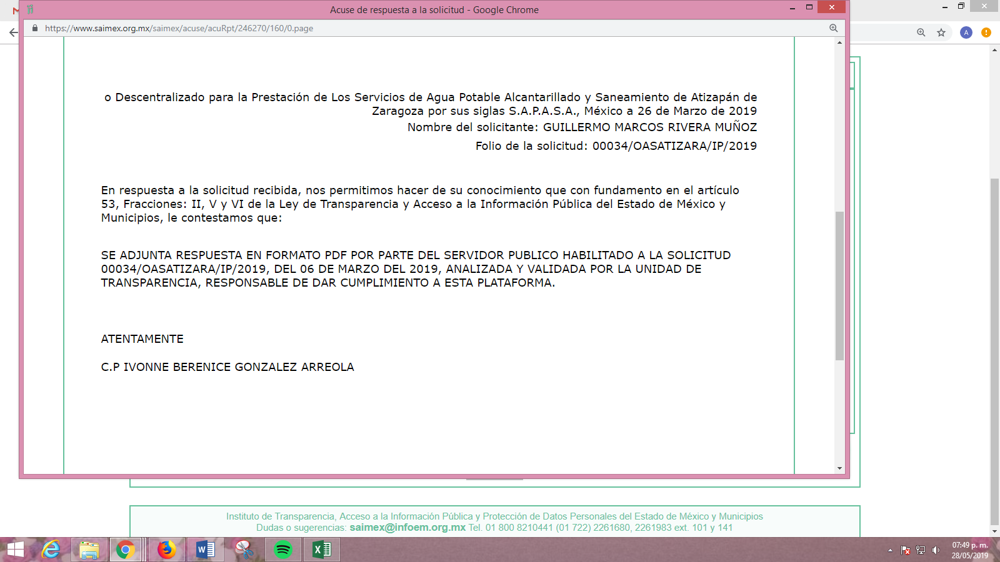 Acuse de respuesta a la solicitud - Google Chrome
https://www.saimex.org.mx/saimex/acuse/acuRpt/246270/160/0.page
A
o Descentralizado para la Prestación de Los Servicios de Agua Potable Alcantarillado y Saneamiento de Atizapán de
Zaragoza por sus siglas S.A.P.A.S.A., México a 26 de Marzo de 2019
Nombre del solicitante: GUILLERMO MARCOS RIVERA MUÑOZ
Folio de la solicitud: 00034/OASATIZARA/IP/2019
En respuesta a la solicitud recibida, nos permitimos hacer de su conocimiento que con fundamento en el artículo
53, Fracciones: II, V y VI de la Ley de Transparencia y Acceso a la Información Pública del Estado de México y
Municipios, le contestamos que:
SE ADJUNTA RESPUESTA EN FORMATO PDF POR PARTE DEL SERVIDOR PUBLICO HABILITADO A LA SOLICITUD
00034/OASATIZARA/IP/2019, DEL 06 DE MARZO DEL 2019, ANALIZADA Y VALIDADA POR LA UNIDAD DE
TRANSPARENCIA, RESPONSABLE DE DAR CUMPLIMIENTO A ESTA PLATAFORMA.
ATENTAMENTE
C.P IVONNE BERENICE GONZALEZ ARREOLA
Instituto de Transparencia, Acceso a la Información Pública y Protección de Datos Personales del Estado de México y Municipios
Dudas o sugerencias: saimex@infoem.org.mx Tel. 01 800 8210441 (01 722) 2261680, 2261983 ext. 101 y 141
07:49 p. m.
28/05/2019